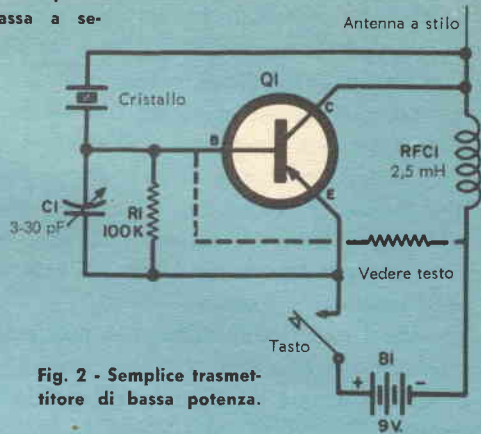 assa a se-
Antenna a stilo
Cristallo
Q1
C
B
E
RFC1
2,5 mH
C1
3-30 pF
R1
100K
Vedere testo
Tasto
Fig. 2 - Semplice trasmet-
titore di bassa potenza.
B1
+ -
9V.